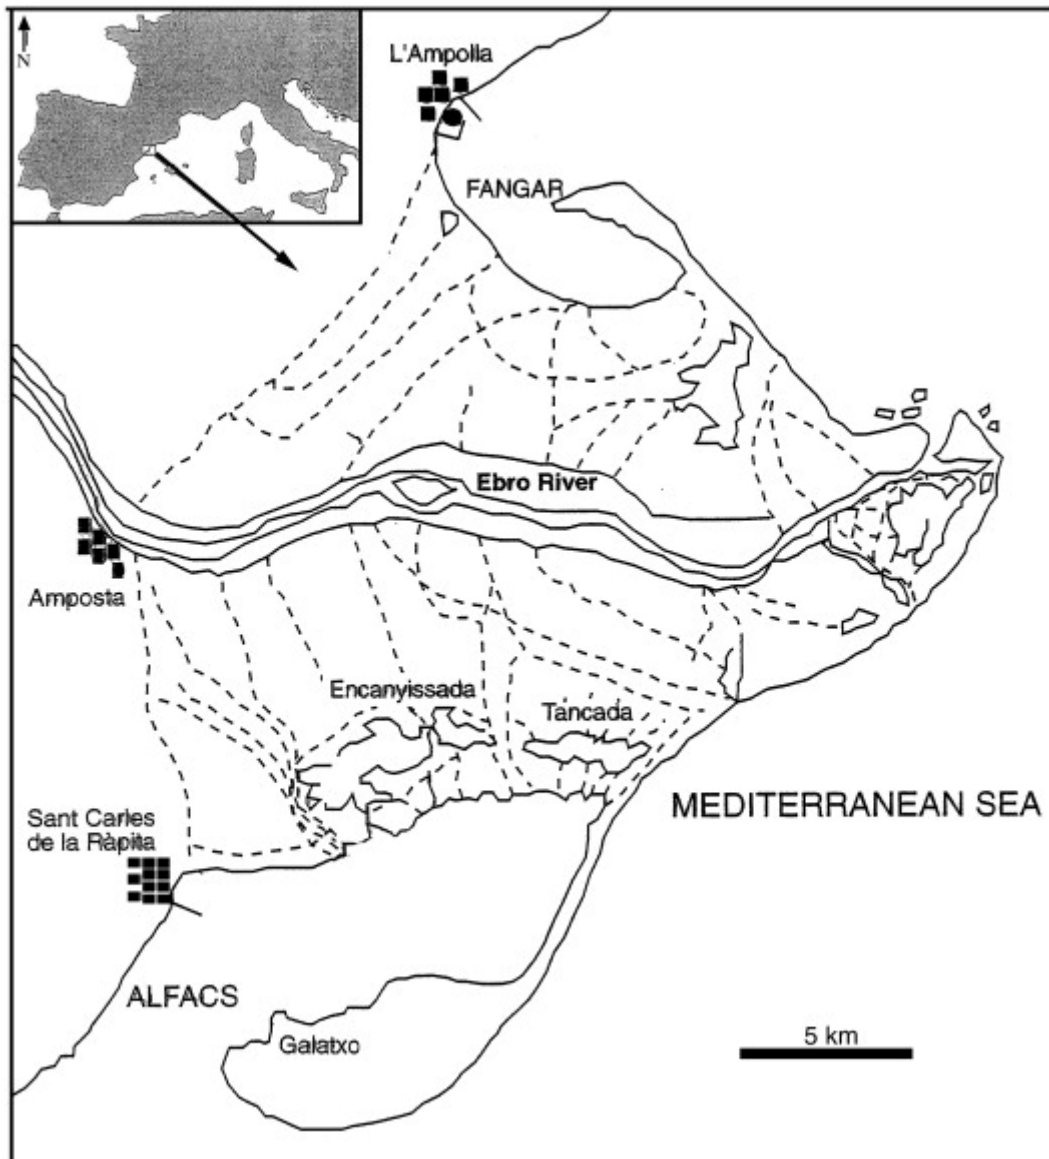 N
L'Ampolla
FANGAR
Ebro River
Amposta
Encanyissada
Tancada
MEDITERRANEAN SEA
Sant Carles
de la Ràpita
ALFACS
Galatxo
5 km